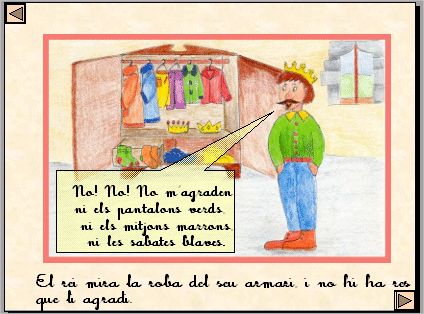 No! No! No m'agraden
ni els pantalons verds,
ni els mitjons marrons,
ni les sabates blaves.
El rei mira la roba del seu armari, i no hi ha res
que li agradi.